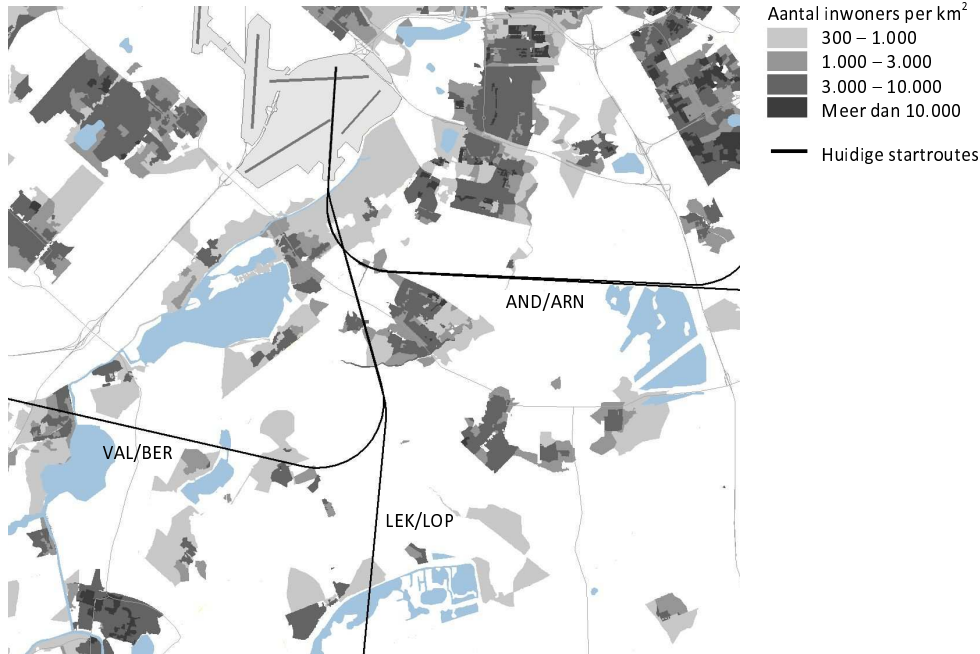 Aantal inwoners per km²
300 – 1.000
1.000 – 3.000
3.000 – 10.000
Meer dan 10.000
Huidige startroutes
AND/ARN
VAL/BER
LEK/LOP